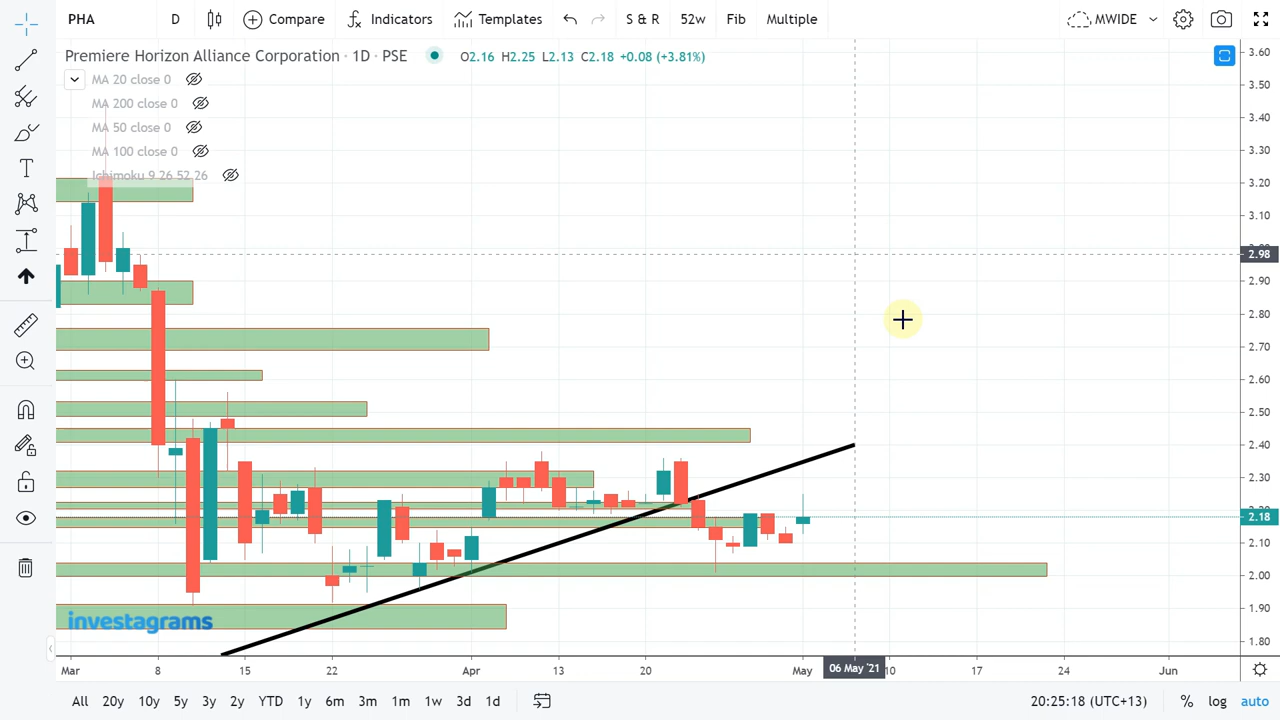 PHA D Compare Indicators Templates S & R 52w Fib Multiple MWIDE
Premiere Horizon Alliance Corporation · 1D · PSE O2.16 H2.25 L2.13 C2.18 +0.08 (+3.81%)
MA 20 close 0
MA 200 close 0
MA 50 close 0
MA 100 close 0
Ichimoku 9 26 52 26
3.60
3.50
3.40
3.30
3.20
3.10
2.98
2.90
2.80
2.70
2.60
2.50
2.40
2.30
2.18
2.10
2.00
1.90
1.80
investagrams
Mar 8 15 22 Apr 13 20 May 06 May '21 10 17 24 Jun
All 20y 10y 5y YTD 3y 2y 1y 6m 3m 1m 1w 3d 1d 20:25:18 (UTC+13) % log auto